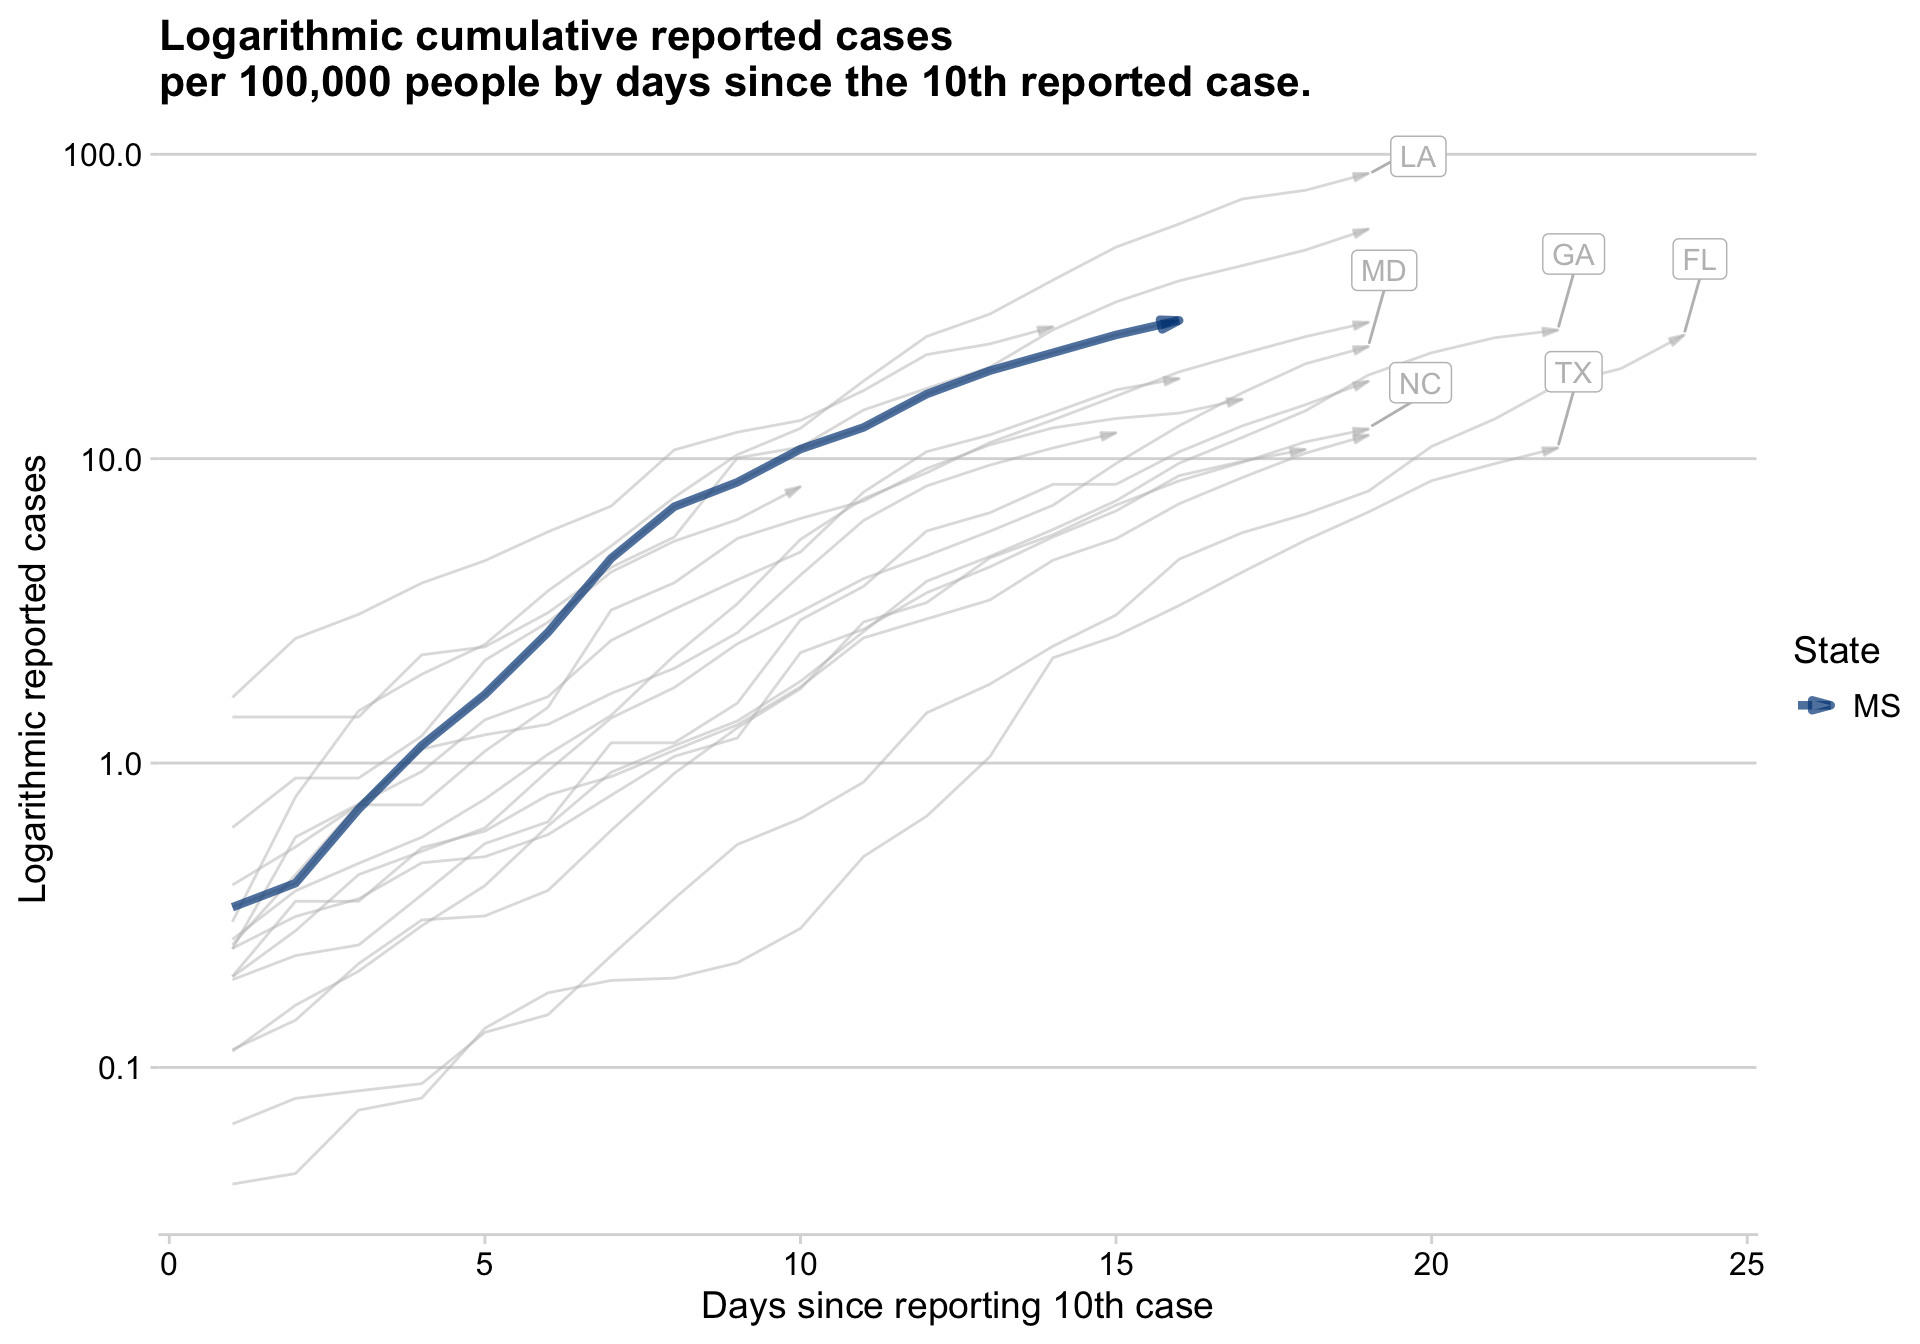 Logarithmic cumulative reported cases
per 100,000 people by days since the 10th reported case.
100.0
10.0
1.0
0.1
Logarithmic reported cases
LA
MD
GA
FL
NC
TX
State
MS
0
5
10
15
20
25
Days since reporting 10th case